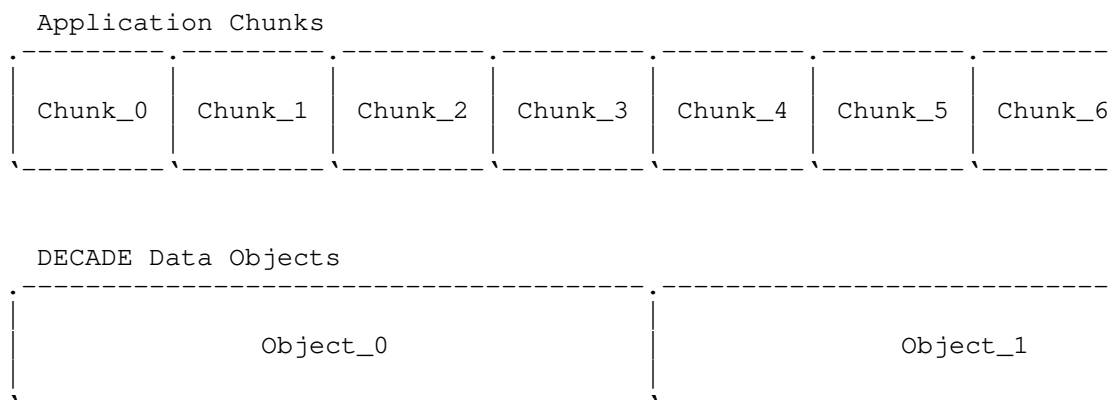 Application Chunks
Chunk_0 Chunk_1 Chunk_2 Chunk_3 Chunk_4 Chunk_5 Chunk_6
DECADE Data Objects
Object_0 Object_1